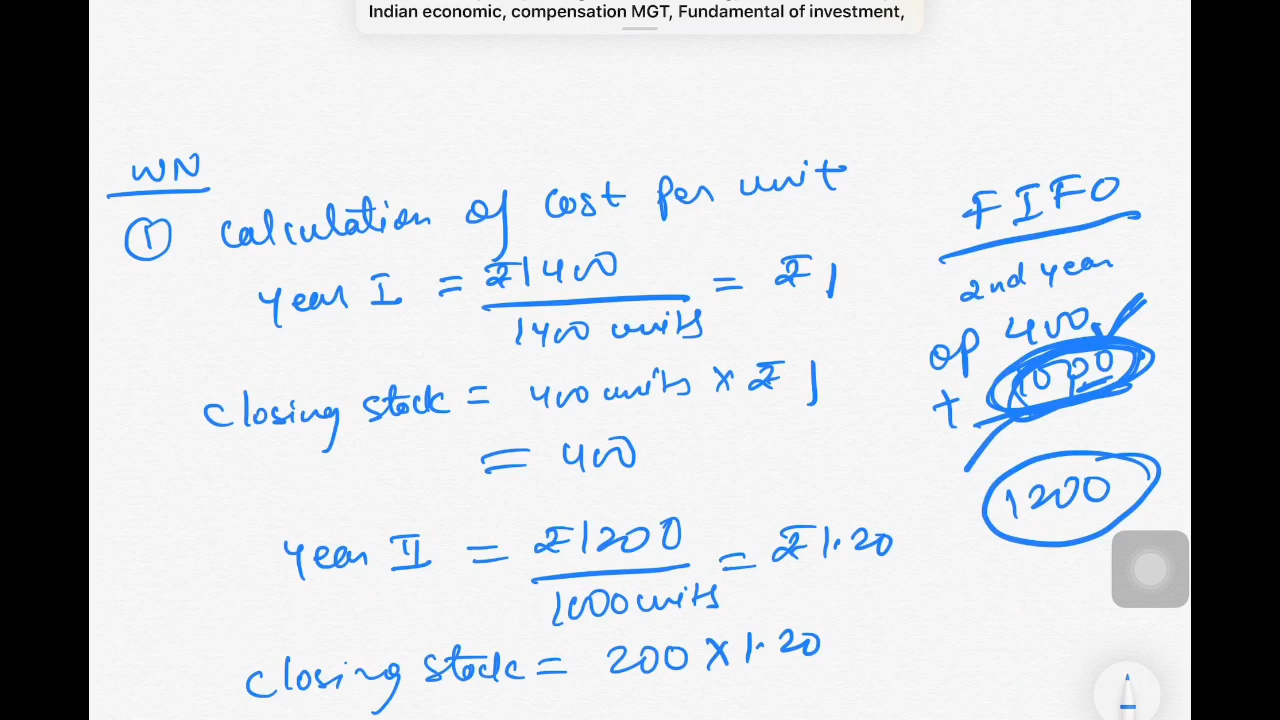 Indian economic, compensation MGT, Fundamental of investment,
WN
① Calculation of cost per unit
Year I = ₹1400 / 1400 units = ₹1
Closing stock = 400 units × ₹1
= 400
Year II = ₹1200 / 1000 units = ₹1.20
Closing stock = 200 × 1.20
FIFO
2nd year
op 400
+ 1000
1200